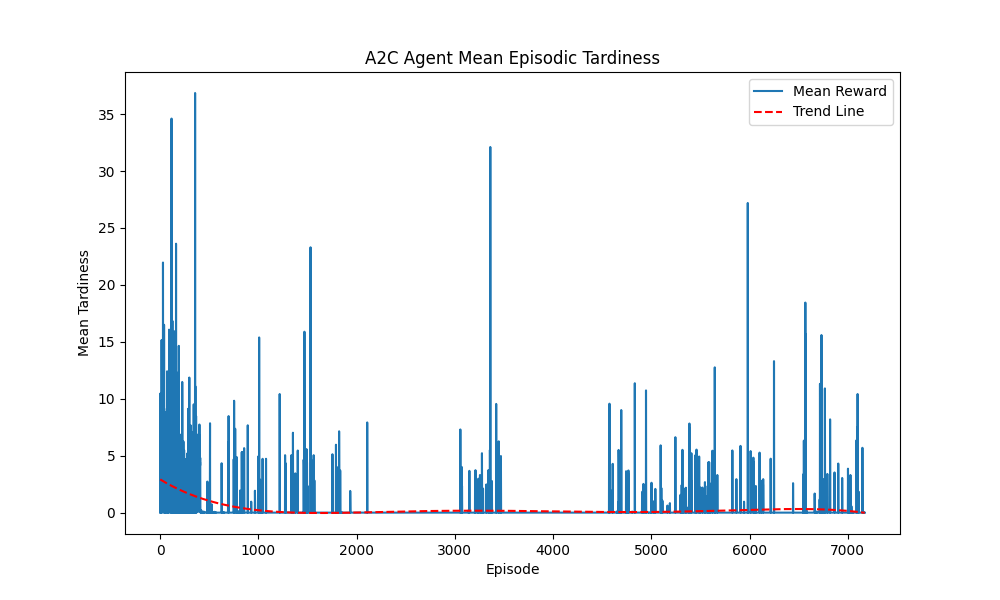 A2C Agent Mean Episodic Tardiness
Mean Reward
Trend Line
Mean Tardiness
35
30
25
20
15
10
5
0
0 1000 2000 3000 4000 5000 6000 7000
Episode